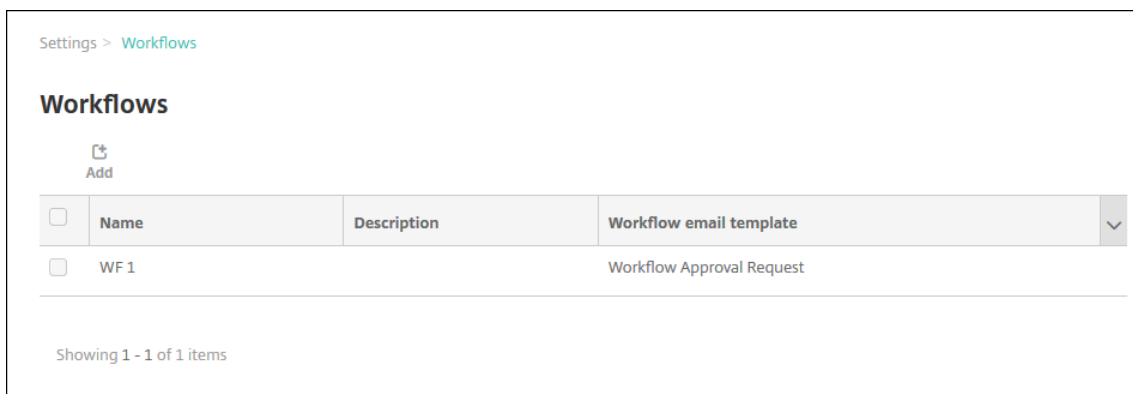 Settings > Workflows
Workflows
Add
Name Description Workflow email template
WF 1 Workflow Approval Request
Showing 1 - 1 of 1 items